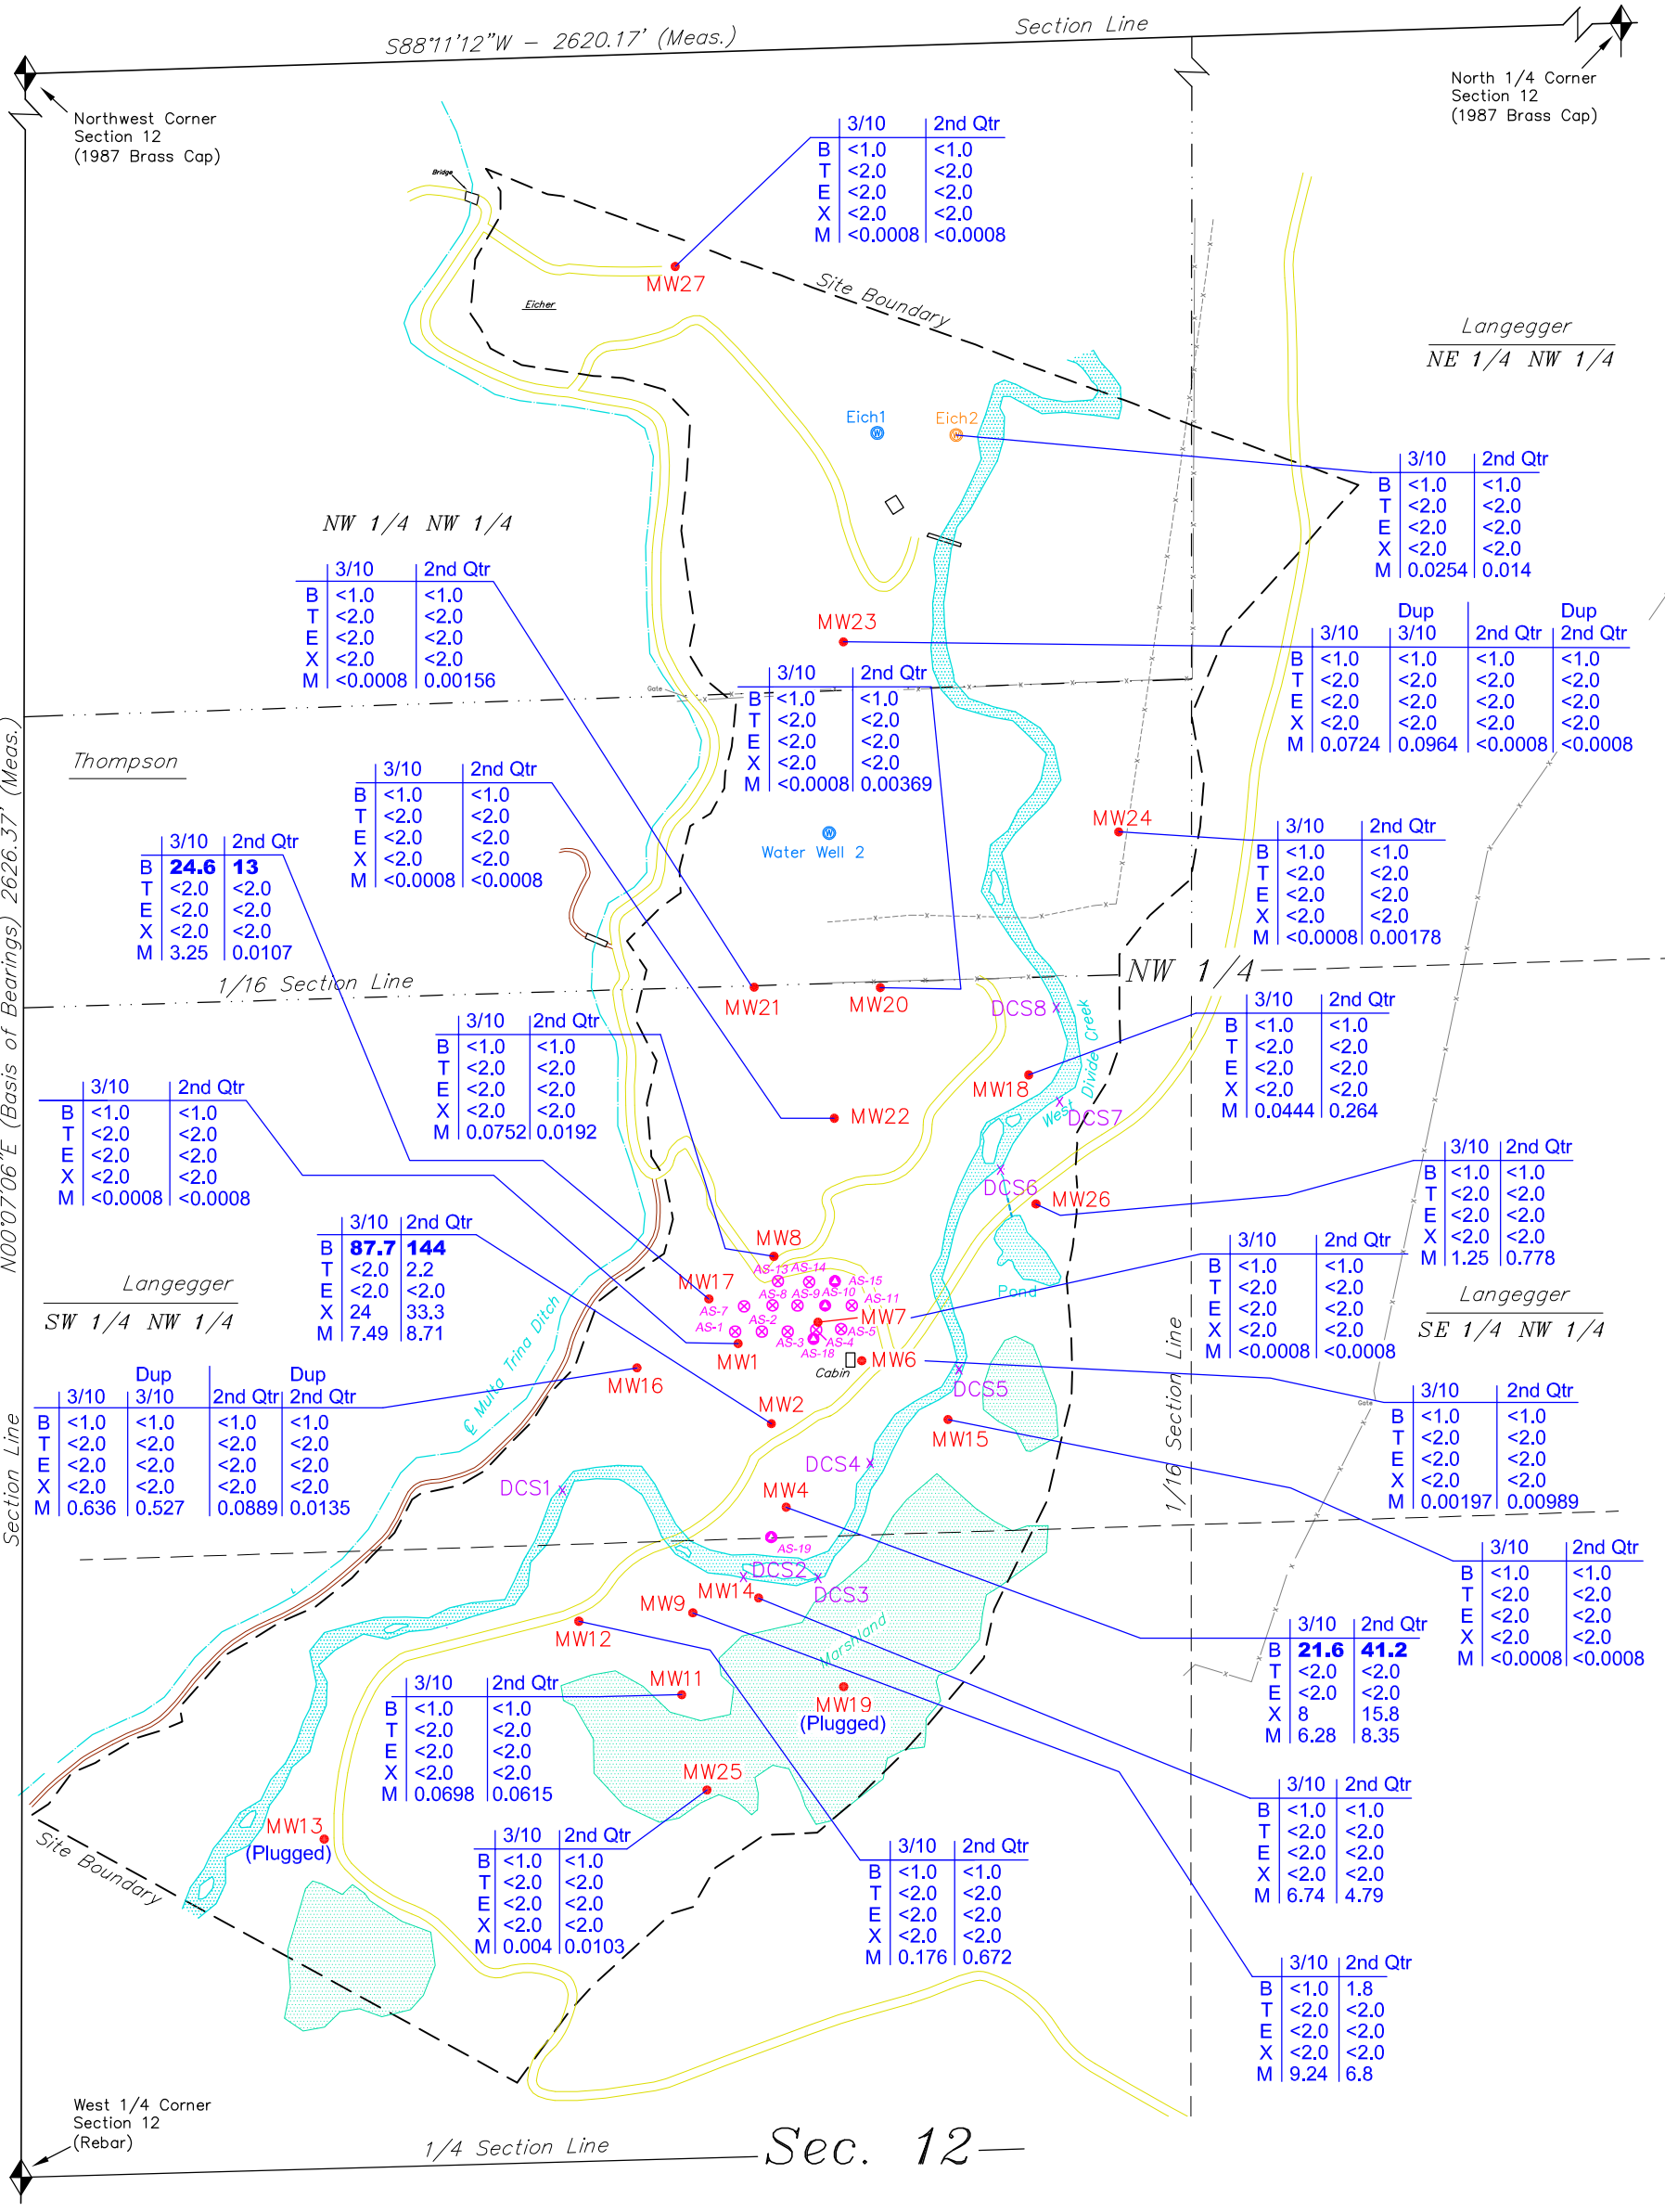 S88°11'12"W - 2620.17' (Meas.)
Section Line
Northwest Corner
Section 12
(1987 Brass Cap)
North 1/4 Corner
Section 12
(1987 Brass Cap)
3/10 2nd Qtr
B <1.0 <1.0
T <2.0 <2.0
E <2.0 <2.0
X <2.0 <2.0
M <0.0008 <0.0008
Bridge
MW27
Eicher
Site Boundary
Langegger
NE 1/4 NW 1/4
Eich1
Eich2
3/10 2nd Qtr
B <1.0 <1.0
T <2.0 <2.0
E <2.0 <2.0
X <2.0 <2.0
M 0.0254 0.014
NW 1/4 NW 1/4
3/10 2nd Qtr
B <1.0 <1.0
T <2.0 <2.0
E <2.0 <2.0
X <2.0 <2.0
M <0.0008 0.00156
MW23
Dup Dup
3/10 3/10 2nd Qtr 2nd Qtr
B <1.0 <1.0 <1.0 <1.0
T <2.0 <2.0 <2.0 <2.0
E <2.0 <2.0 <2.0 <2.0
X <2.0 <2.0 <2.0 <2.0
M 0.0724 0.0964 <0.0008 <0.0008
3/10 2nd Qtr
B <1.0 <1.0
T <2.0 <2.0
E <2.0 <2.0
X <2.0 <2.0
M <0.0008 0.00369
Gate
Thompson
3/10 2nd Qtr
B <1.0 <1.0
T <2.0 <2.0
E <2.0 <2.0
X <2.0 <2.0
M <0.0008 <0.0008
Water Well 2
MW24
3/10 2nd Qtr
B <1.0 <1.0
T <2.0 <2.0
E <2.0 <2.0
X <2.0 <2.0
M <0.0008 0.00178
3/10 2nd Qtr
B 24.6 13
T <2.0 <2.0
E <2.0 <2.0
X <2.0 <2.0
M 3.25 0.0107
N00°07'06"E (Basis of Bearings) 2626.37' (Meas.)
1/16 Section Line
NW 1/4
MW21
MW20
DCS8
West Divide Creek
3/10 2nd Qtr
B <1.0 <1.0
T <2.0 <2.0
E <2.0 <2.0
X <2.0 <2.0
M 0.0752 0.0192
3/10 2nd Qtr
B <1.0 <1.0
T <2.0 <2.0
E <2.0 <2.0
X <2.0 <2.0
M 0.0444 0.264
MW18
DCS7
MW22
3/10 2nd Qtr
B <1.0 <1.0
T <2.0 <2.0
E <2.0 <2.0
X <2.0 <2.0
M <0.0008 <0.0008
3/10 2nd Qtr
B <1.0 <1.0
T <2.0 <2.0
E <2.0 <2.0
X <2.0 <2.0
M 1.25 0.778
DCS6
MW26
3/10 2nd Qtr
B 87.7 144
T <2.0 2.2
E <2.0 <2.0
X 24 33.3
M 7.49 8.71
3/10 2nd Qtr
B <1.0 <1.0
T <2.0 <2.0
E <2.0 <2.0
X <2.0 <2.0
M <0.0008 <0.0008
MW8
AS-13 AS-14
AS-15
MW17
AS-8 AS-9 AS-10
AS-7
AS-11
Pond
AS-1
AS-2
MW7
AS-5
AS-3
AS-4
AS-18
MW1
Cabin
MW6
Langegger
SW 1/4 NW 1/4
Langegger
SE 1/4 NW 1/4
₵ Multa Trina Ditch
MW16
DCS5
Dup Dup
3/10 3/10 2nd Qtr 2nd Qtr
B <1.0 <1.0 <1.0 <1.0
T <2.0 <2.0 <2.0 <2.0
E <2.0 <2.0 <2.0 <2.0
X <2.0 <2.0 <2.0 <2.0
M 0.636 0.527 0.0889 0.0135
Section Line
MW2
MW15
1/16 Section Line
Gate
3/10 2nd Qtr
B <1.0 <1.0
T <2.0 <2.0
E <2.0 <2.0
X <2.0 <2.0
M 0.00197 0.00989
DCS1
DCS4
MW4
AS-19
DCS2
DCS3
MW14
MW9
MW12
3/10 2nd Qtr
B <1.0 <1.0
T <2.0 <2.0
E <2.0 <2.0
X <2.0 <2.0
M <0.0008 <0.0008
3/10 2nd Qtr
B 21.6 41.2
T <2.0 <2.0
E <2.0 <2.0
X 8 15.8
M 6.28 8.35
Marshland
MW11
MW19
(Plugged)
3/10 2nd Qtr
B <1.0 <1.0
T <2.0 <2.0
E <2.0 <2.0
X <2.0 <2.0
M 0.0698 0.0615
MW25
3/10 2nd Qtr
B <1.0 <1.0
T <2.0 <2.0
E <2.0 <2.0
X <2.0 <2.0
M 6.74 4.79
MW13
(Plugged)
Site Boundary
3/10 2nd Qtr
B <1.0 <1.0
T <2.0 <2.0
E <2.0 <2.0
X <2.0 <2.0
M 0.004 0.0103
3/10 2nd Qtr
B <1.0 <1.0
T <2.0 <2.0
E <2.0 <2.0
X <2.0 <2.0
M 0.176 0.672
3/10 2nd Qtr
B <1.0 1.8
T <2.0 <2.0
E <2.0 <2.0
X <2.0 <2.0
M 9.24 6.8
West 1/4 Corner
Section 12
(Rebar)
1/4 Section Line
Sec. 12